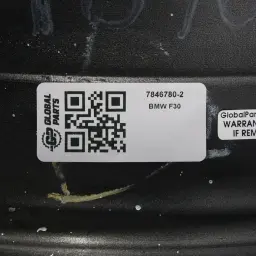 GLOBAL
PARTS
7846780-2
BMW F30
GlobalPar
WARRAN
IF REM